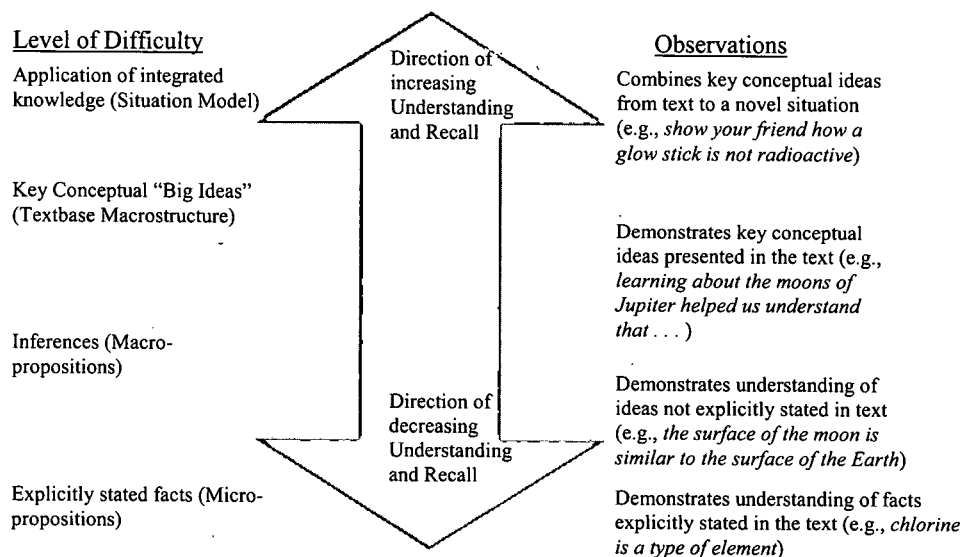 Level of Difficulty
Application of integrated
knowledge (Situation Model)
Key Conceptual “Big Ideas”
(Textbase Macrostructure)
Inferences (Macro-
propositions)
Explicitly stated facts (Micro-
propositions)
Direction of
increasing
Understanding
and Recall
Direction of
decreasing
Understanding
and Recall
Observations
Combines key conceptual ideas
from text to a novel situation
(e.g., show your friend how a
glow stick is not radioactive)
Demonstrates key conceptual
ideas presented in the text (e.g.,
learning about the moons of
Jupiter helped us understand
that . . . )
Demonstrates understanding of
ideas not explicitly stated in text
(e.g., the surface of the moon is
similar to the surface of the Earth)
Demonstrates understanding of facts
explicitly stated in the text (e.g., chlorine
is a type of element)